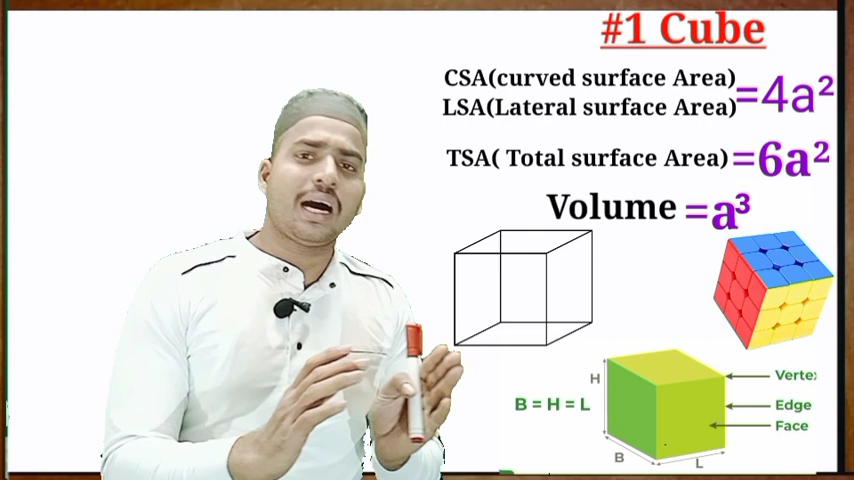 #1 Cube
CSA(curved surface Area)
LSA(Lateral surface Area)
=4a²
TSA( Total surface Area) =6a²
Volume =a³
B = H = L
H
B
L
Vertex
Edge
Face